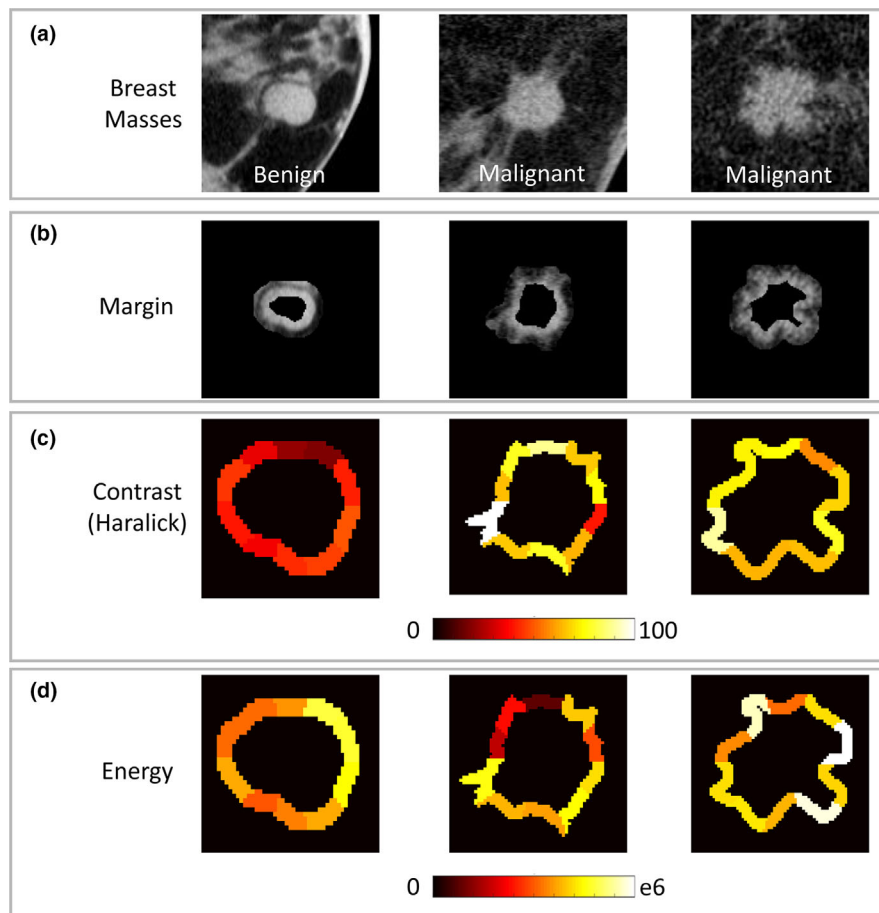 (a)
Breast
Masses
Benign
Malignant
Malignant
(b)
Margin
(c)
Contrast
(Haralick)
0
100
(d)
Energy
0
e6